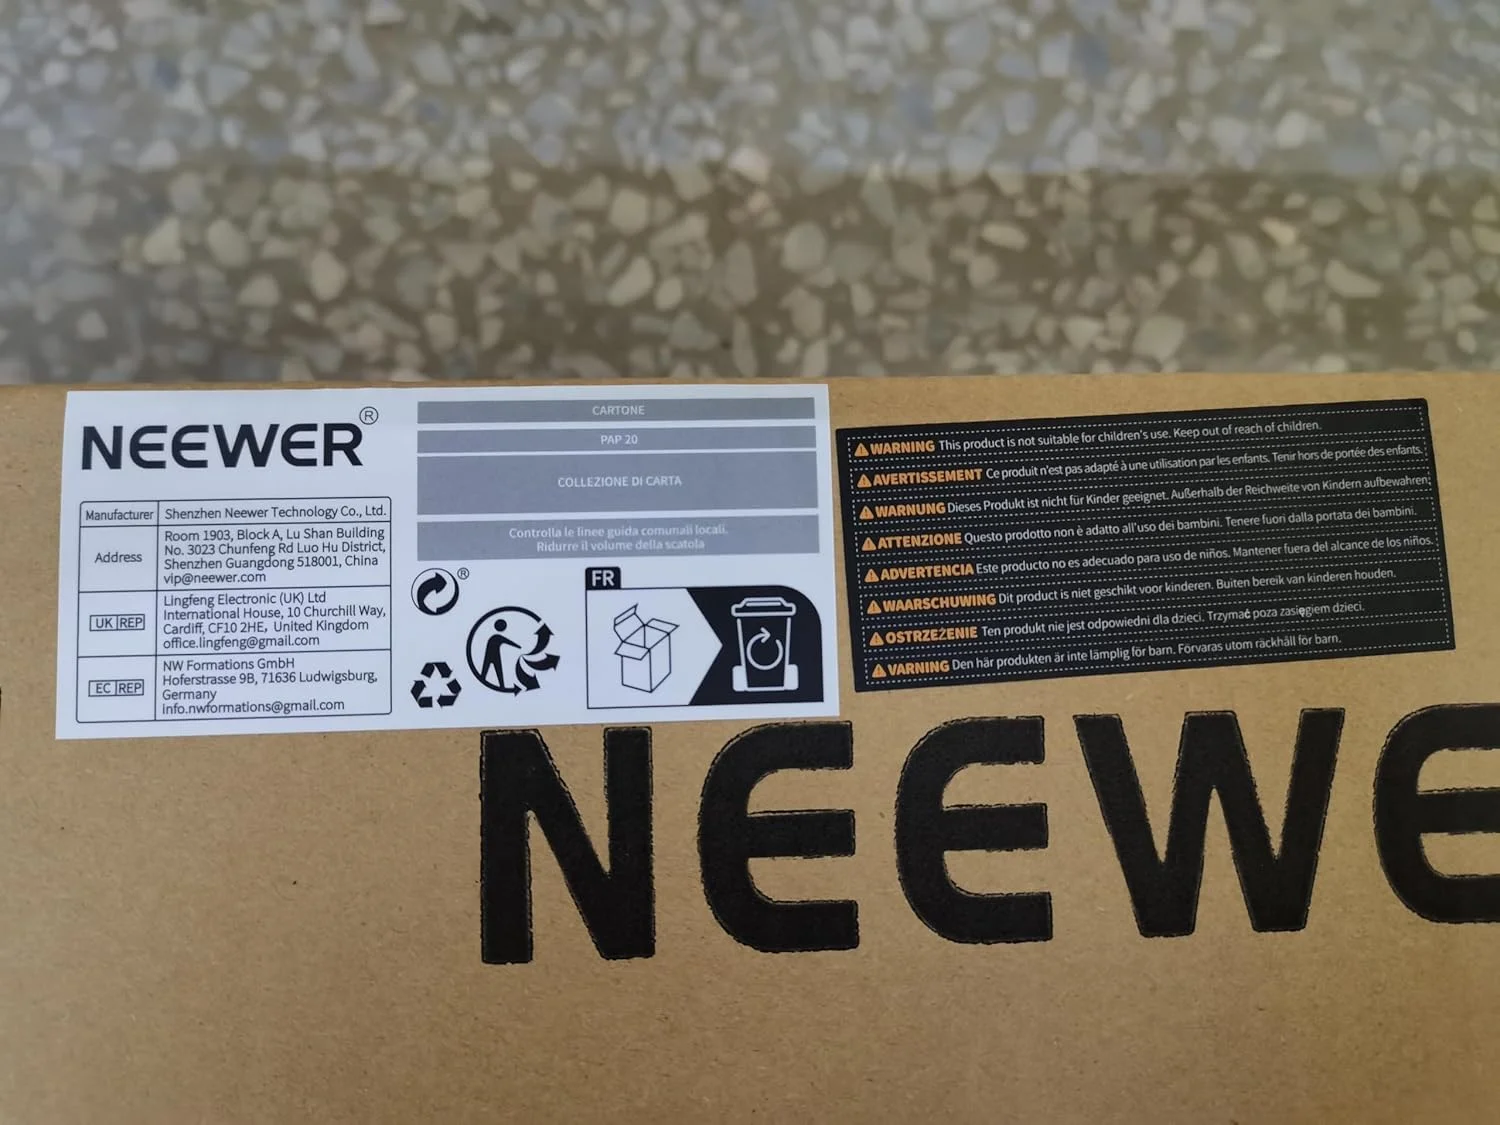 NEEWER®
Manufacturer Shenzhen Neewer Technology Co., Ltd.
Address
Room 1903, Block A, Lu Shan Building
No. 3023 Chunfeng Rd Luo Hu District,
Shenzhen Guangdong 518001, China
vip@neewer.com
UK REP
Lingfeng Electronic (UK) Ltd
International House, 10 Churchill Way,
Cardiff, CF10 2HE, United Kingdom
office.lingfeng@gmail.com
EC REP
NW Formations GmbH
Hoferstrasse 9B, 71636 Ludwigsburg,
Germany
info.nwformations@gmail.com
CARTONE
PAP 20
COLLEZIONE DI CARTA
Controlla le linee guida comunali locali.
Ridurre il volume della scatola
®
FR
WARNING This product is not suitable for children's use. Keep out of reach of children.
AVERTISSEMENT Ce produit n'est pas adapté à une utilisation par les enfants. Tenir hors de portée des enfants.
WARNUNG Dieses Produkt ist nicht für Kinder geeignet. Außerhalb der Reichweite von Kindern aufbewahren.
ATTENZIONE Questo prodotto non è adatto all'uso dei bambini. Tenere fuori dalla portata dei bambini.
ADVERTENCIA Este producto no es adecuado para uso de niños. Mantener fuera del alcance de los niños.
WAARSCHUWING Dit product is niet geschikt voor kinderen. Buiten bereik van kinderen houden.
OSTRZEŻENIE Ten produkt nie jest odpowiedni dla dzieci. Trzymać poza zasięgiem dzieci.
VARNING Den här produkten är inte lämplig för barn. Förvaras utom räckhåll för barn.
NEEWE